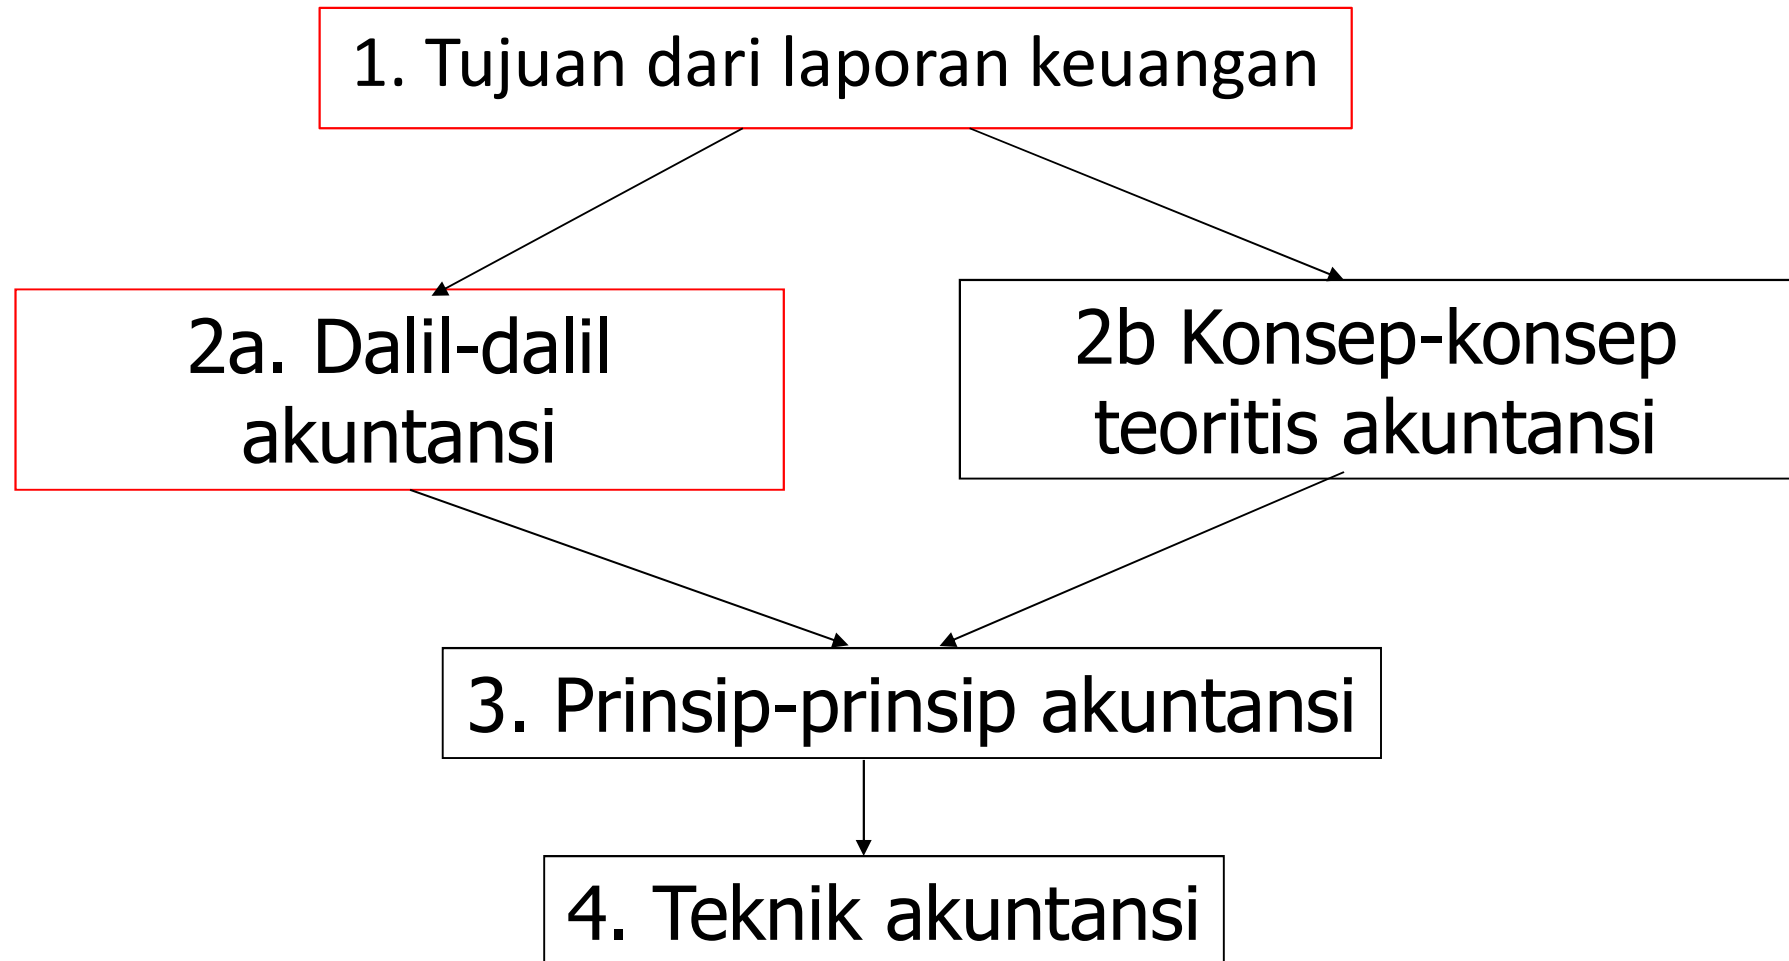 1. Tujuan dari laporan keuangan
2a. Dalil-dalil
akuntansi
2b Konsep-konsep
teoritis akuntansi
3. Prinsip-prinsip akuntansi
4. Teknik akuntansi